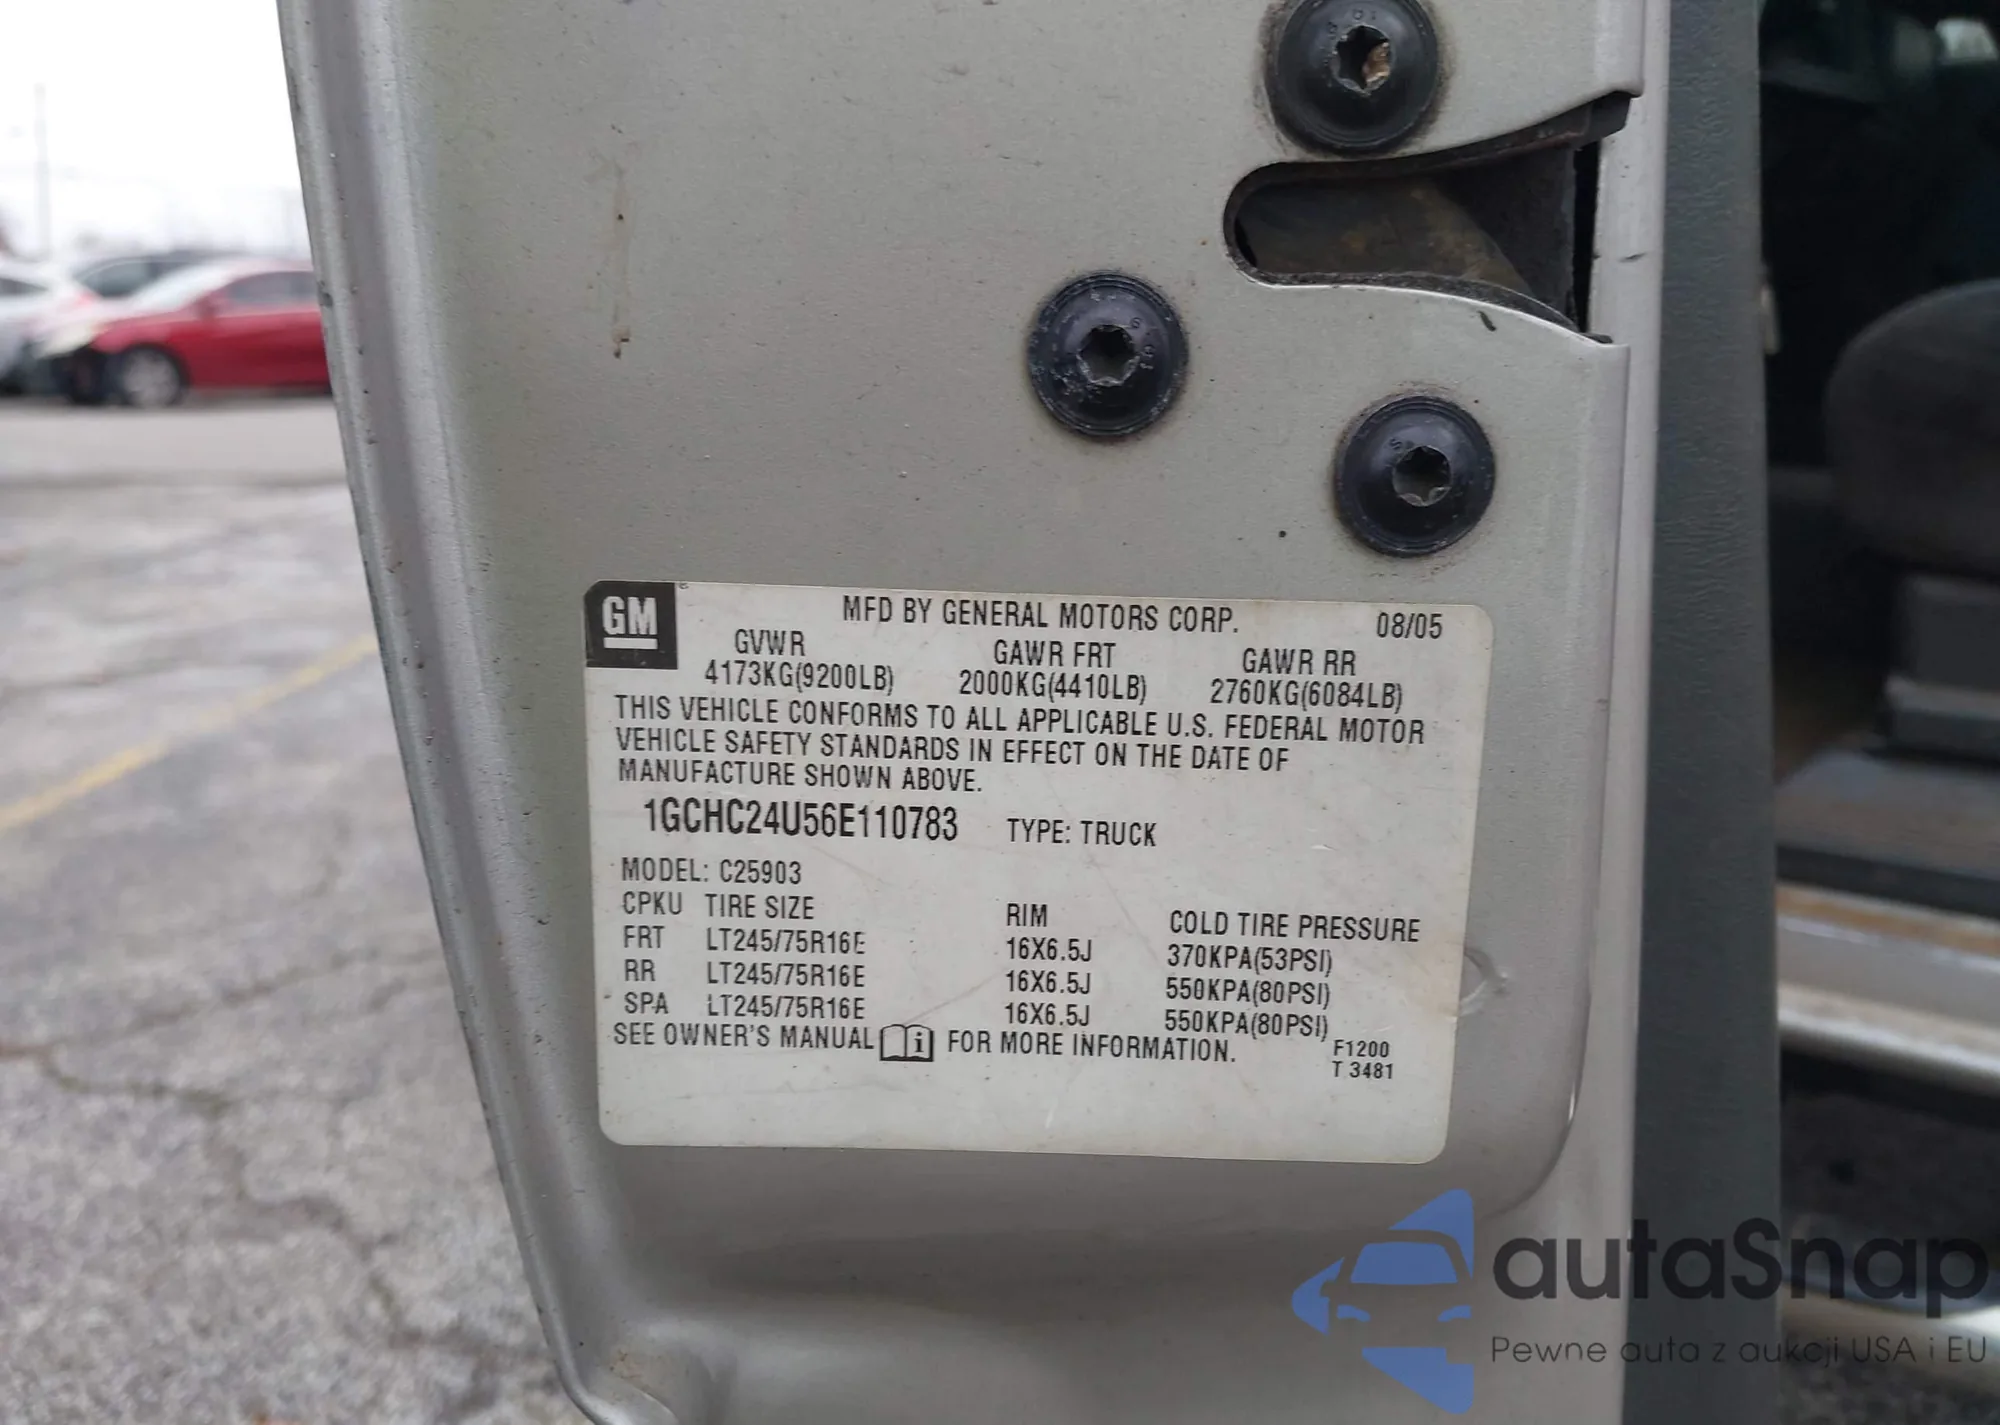 GM
MFD BY GENERAL MOTORS CORP. 08/05
GVWR GAWR FRT GAWR RR
4173KG(9200LB) 2000KG(4410LB) 2760KG(6084LB)
THIS VEHICLE CONFORMS TO ALL APPLICABLE U.S. FEDERAL MOTOR
VEHICLE SAFETY STANDARDS IN EFFECT ON THE DATE OF
MANUFACTURE SHOWN ABOVE.
1GCHC24U56E110783 TYPE: TRUCK
MODEL: C25903
CPKU TIRE SIZE RIM COLD TIRE PRESSURE
FRT LT245/75R16E 16X6.5J 370KPA(53PSI)
RR LT245/75R16E 16X6.5J 550KPA(80PSI)
SPA LT245/75R16E 16X6.5J 550KPA(80PSI)
SEE OWNER'S MANUAL i FOR MORE INFORMATION.
F1200
T 3481
autaSnap
Pewne auta z aukcji USA i EU